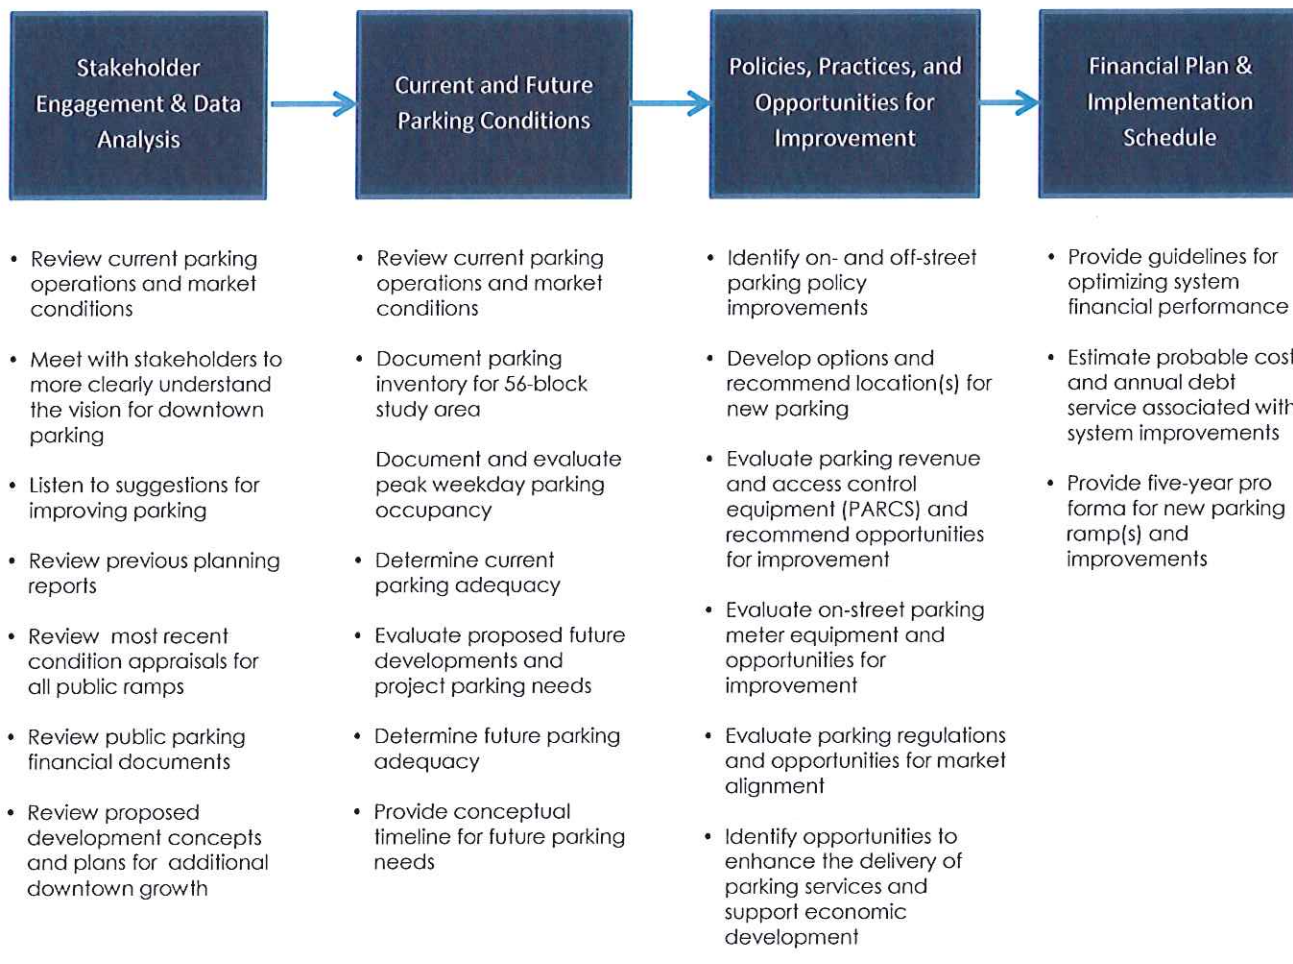 Stakeholder
Engagement & Data
Analysis
Current and Future
Parking Conditions
Policies, Practices, and
Opportunities for
Improvement
Financial Plan &
Implementation
Schedule
• Review current parking
operations and market
conditions
• Meet with stakeholders to
more clearly understand
the vision for downtown
parking
• Listen to suggestions for
improving parking
• Review previous planning
reports
• Review most recent
condition appraisals for
all public ramps
• Review public parking
financial documents
• Review proposed
development concepts
and plans for additional
downtown growth
• Review current parking
operations and market
conditions
• Document parking
inventory for 56-block
study area
Document and evaluate
peak weekday parking
occupancy
• Determine current
parking adequacy
• Evaluate proposed future
developments and
project parking needs
• Determine future parking
adequacy
• Provide conceptual
timeline for future parking
needs
• Identify on- and off-street
parking policy
improvements
• Develop options and
recommend location(s) for
new parking
• Evaluate parking revenue
and access control
equipment (PARCS) and
recommend opportunities
for improvement
• Evaluate on-street parking
meter equipment and
opportunities for
improvement
• Evaluate parking regulations
and opportunities for market
alignment
• Identify opportunities to
enhance the delivery of
parking services and
support economic
development
• Provide guidelines for
optimizing system
financial performance
• Estimate probable cost
and annual debt
service associated with
system improvements
• Provide five-year pro
forma for new parking
ramp(s) and
improvements